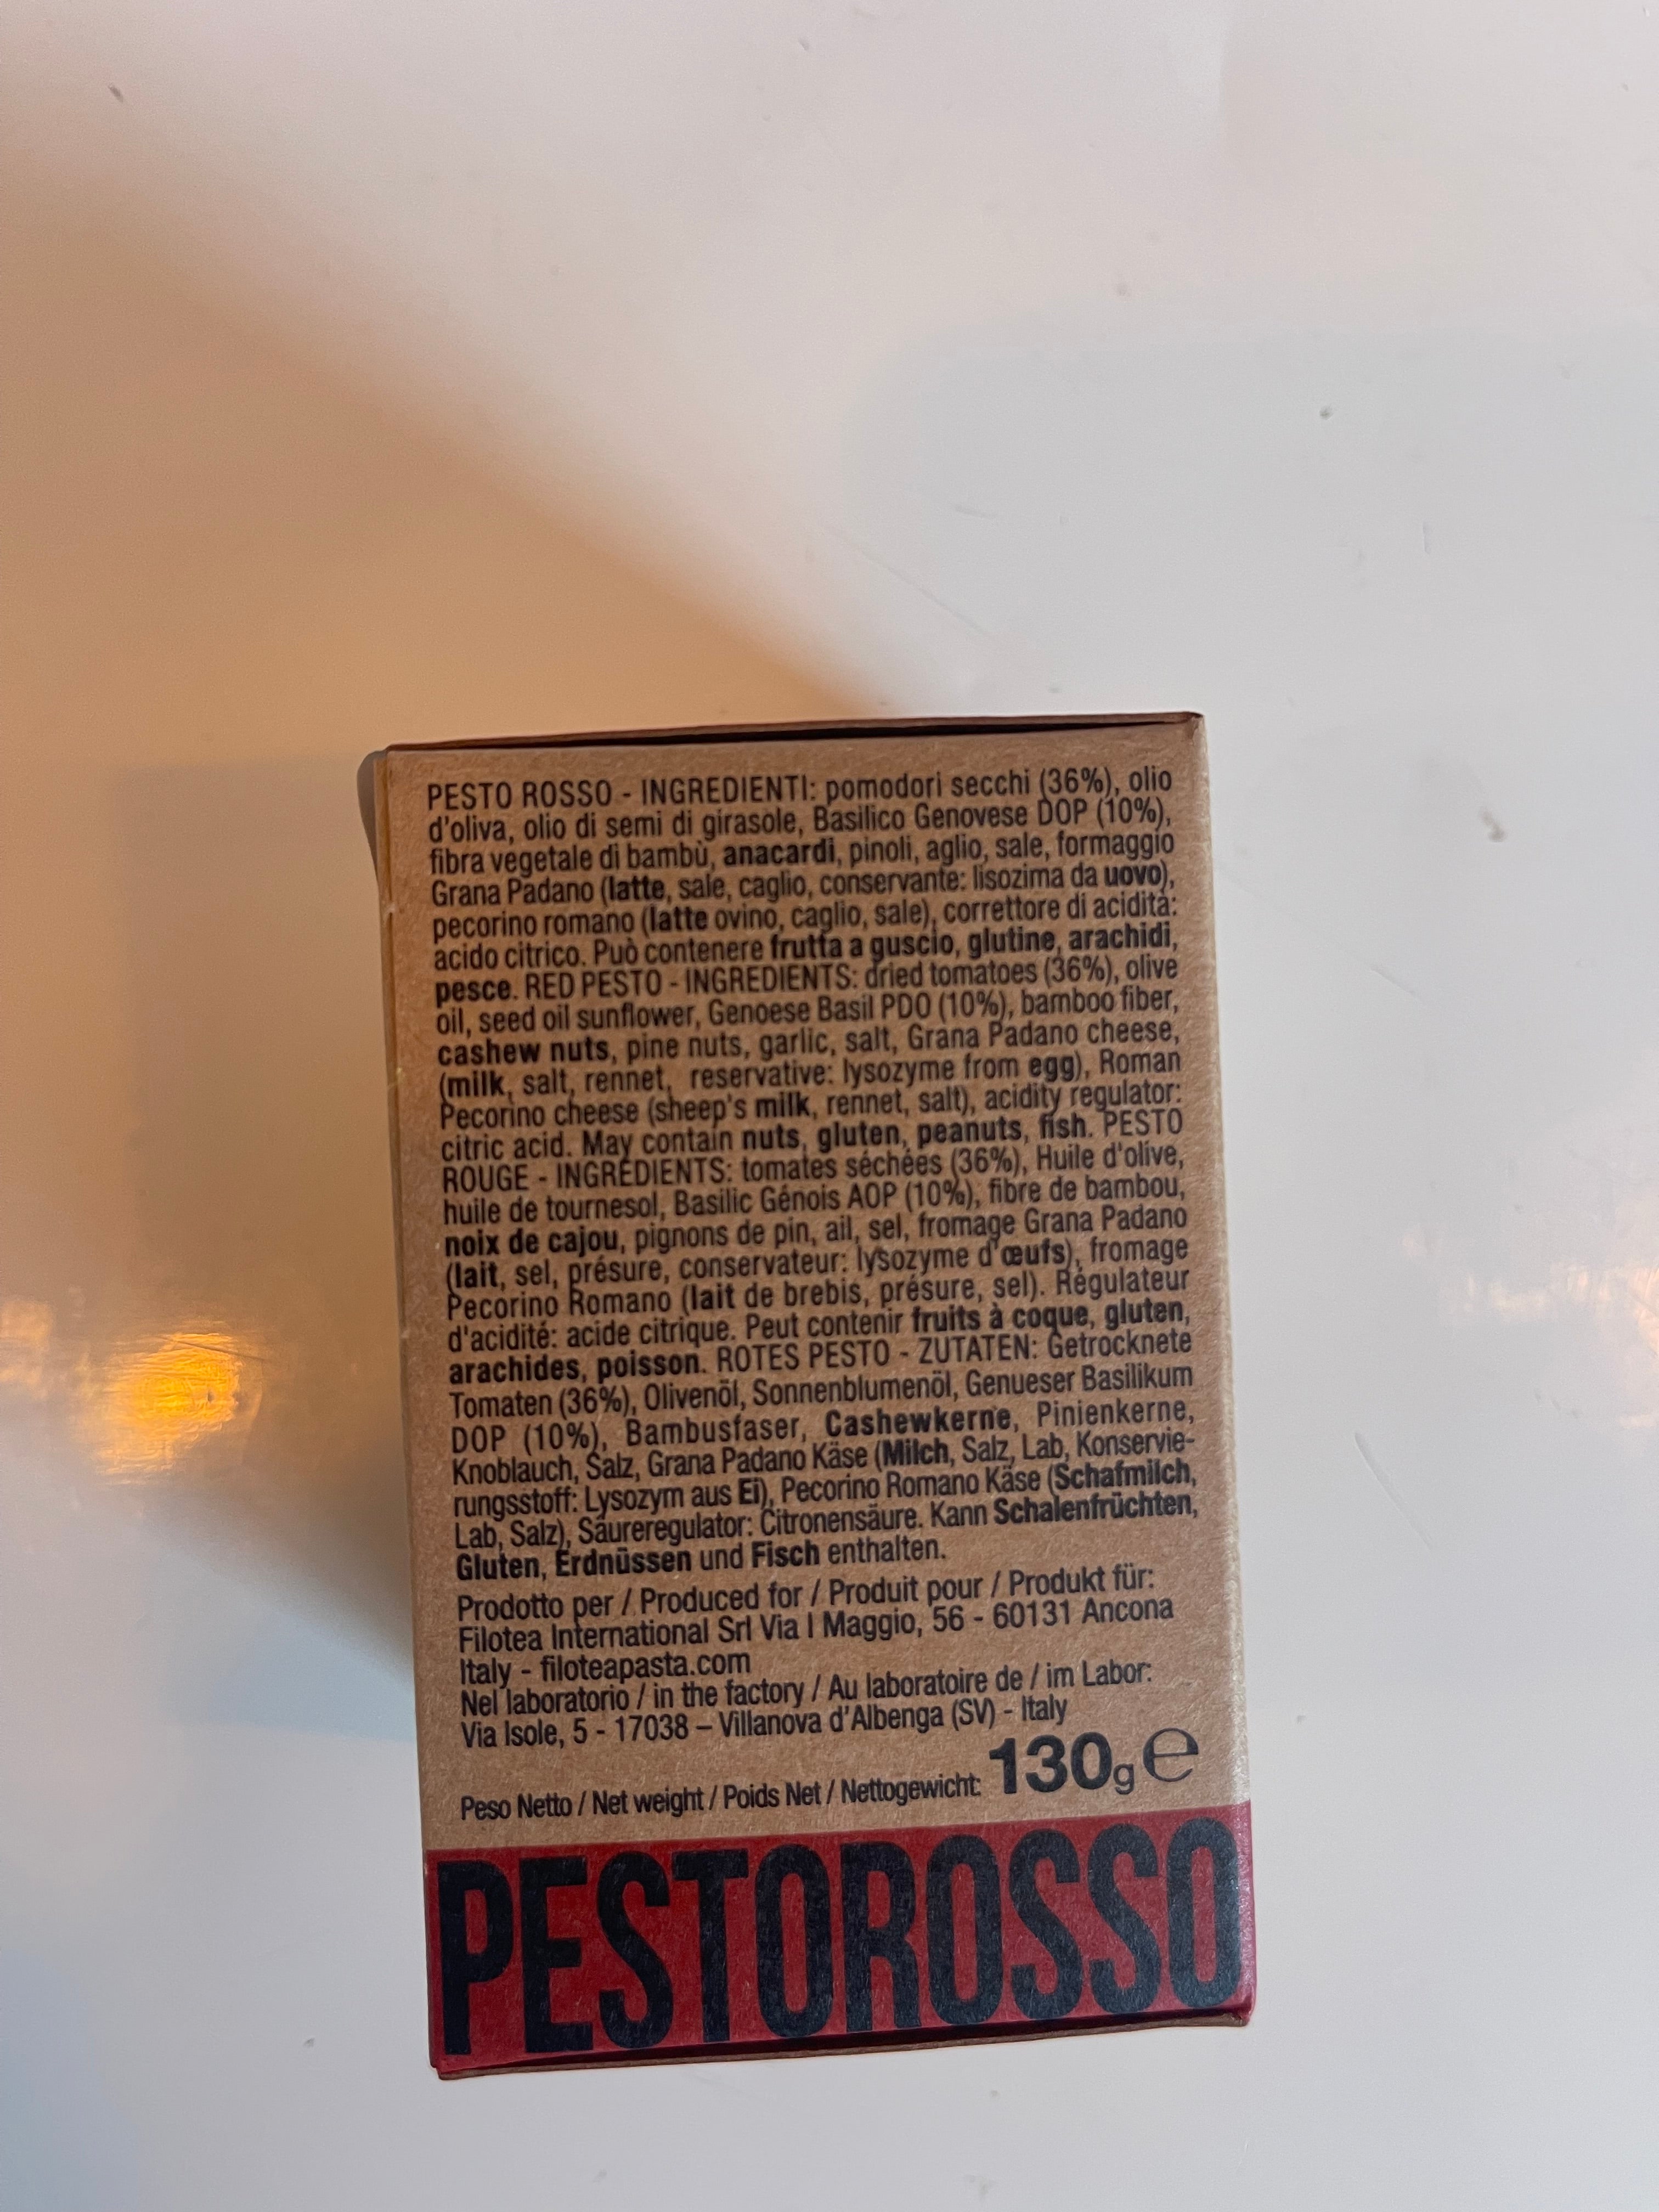 PESTO ROSSO - INGREDIENTI: pomodori secchi (36%), olio
d'oliva, olio di semi di girasole, Basilico Genovese DOP (10%),
fibra vegetale di bambù, anacardi, pinoli, aglio, sale, formaggio
Grana Padano (latte, sale, caglio, conservante: lisozima da uovo),
pecorino romano (latte ovino, caglio, sale), correttore di acidità:
acido citrico. Può contenere frutta a guscio, glutine, arachidi,
pesce. RED PESTO - INGREDIENTS: dried tomatoes (36%), olive
oil, seed oil sunflower, Genoese Basil PDO (10%), bamboo fiber,
cashew nuts, pine nuts, garlic, salt, Grana Padano cheese,
(milk, salt, rennet, reservative: lysozyme from egg), Roman
Pecorino cheese (sheep's milk, rennet, salt), acidity regulator:
citric acid. May contain nuts, gluten, peanuts, fish. PESTO
ROUGE - INGRÉDIENTS: tomates séchées (36%), Huile d'olive,
huile de tournesol, Basilic Génois AOP (10%), fibre de bambou,
noix de cajou, pignons de pin, ail, sel, fromage Grana Padano
(lait, sel, présure, conservateur: lysozyme d'œufs), fromage
Pecorino Romano (lait de brebis, présure, sel). Régulateur
d'acidité: acide citrique. Peut contenir fruits à coque, gluten,
arachides, poisson. ROTES PESTO - ZUTATEN: Getrocknete
Tomaten (36%), Olivenöl, Sonnenblumenöl, Genueser Basilikum
DOP (10%), Bambusfaser, Cashewkerne, Pinienkerne,
Knoblauch, Salz, Grana Padano Käse (Milch, Salz, Lab, Konservie-
rungsstoff: Lysozym aus Ei), Pecorino Romano Käse (Schafmilch,
Lab, Salz), Säureregulator: Citronensäure. Kann Schalenfrüchten,
Gluten, Erdnüssen und Fisch enthalten.
Prodotto per / Produced for / Produit pour / Produkt für:
Filotea International Srl Via I Maggio, 56 - 60131 Ancona
Italy - filoteapasta.com
Nel laboratorio / in the factory / Au laboratoire de / im Labor:
Via Isole, 5 - 17038 – Villanova d'Albenga (SV) - Italy
Peso Netto / Net weight / Poids Net / Nettogewicht: 130g e
PESTOROSSO